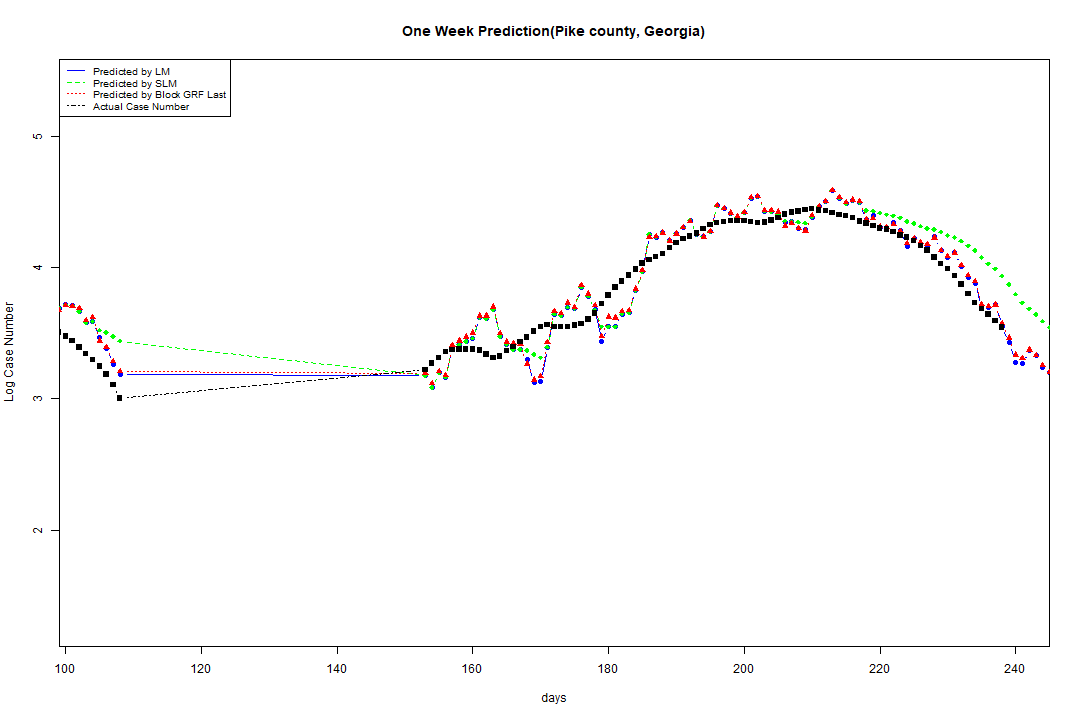 One Week Prediction(Pike county, Georgia)
Predicted by LM
Predicted by SLM
Predicted by Block GRF Last
Actual Case Number
5
4
3
2
Log Case Number
100 120 140 160 180 200 220 240
days